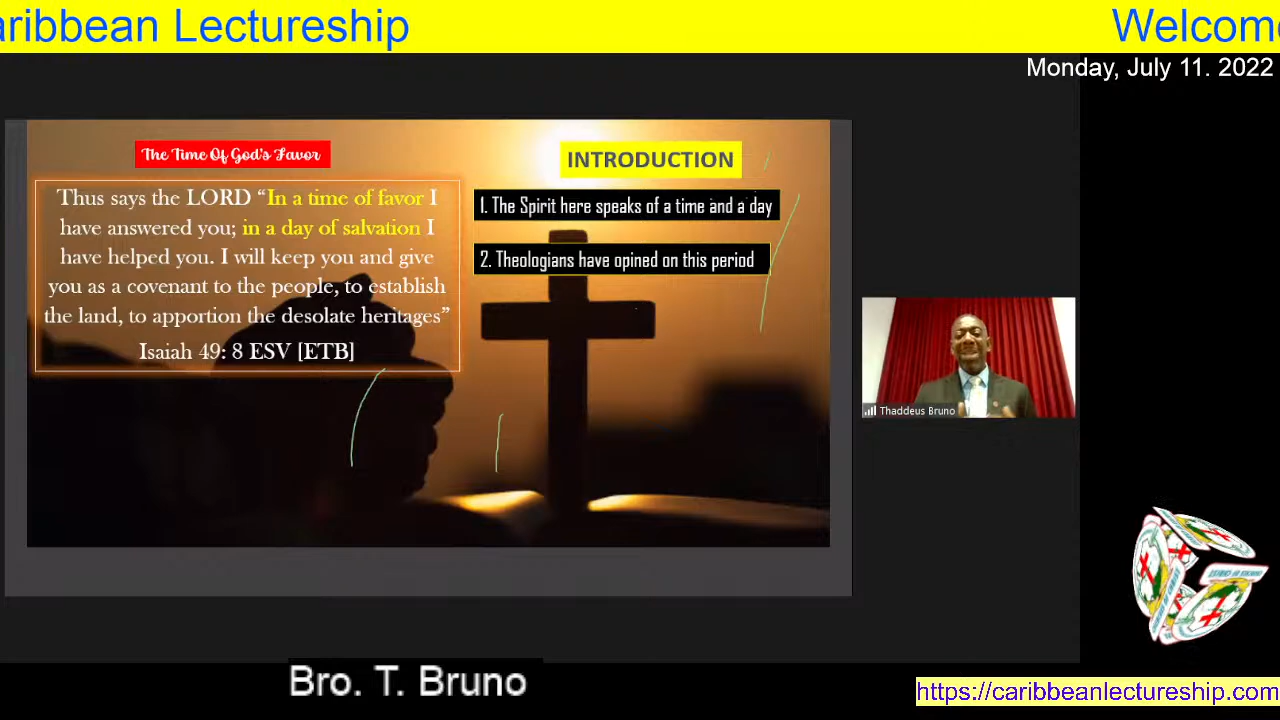 aribbean Lectureship
Welcome
Monday, July 11. 2022
The Time Of God's Favor
Thus says the LORD “In a time of favor I
have answered you; in a day of salvation I
have helped you. I will keep you and give
you as a covenant to the people, to establish
the land, to apportion the desolate heritages”
Isaiah 49: 8 ESV [ETB]
INTRODUCTION
1. The Spirit here speaks of a time and a day
2. Theologians have opined on this period
Thaddeus Bruno
Bro. T. Bruno
https://caribbeanlectureship.com